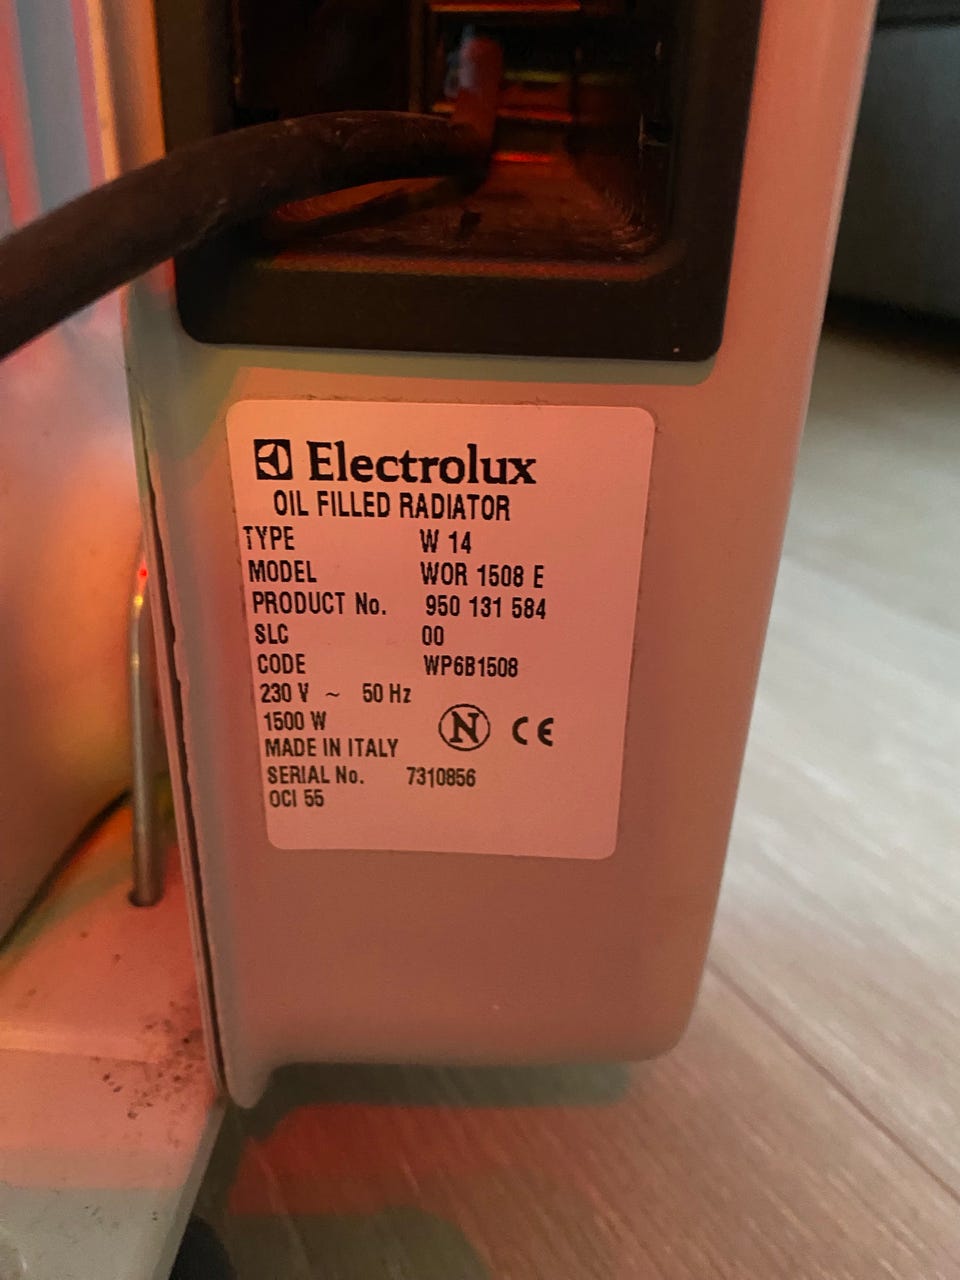 Electrolux
OIL FILLED RADIATOR
TYPE W 14
MODEL WOR 1508 E
PRODUCT No. 950 131 584
SLC 00
CODE WP6B1508
230 V ~ 50 Hz
1500 W
N CE
MADE IN ITALY
SERIAL No. 7310856
OCI 55